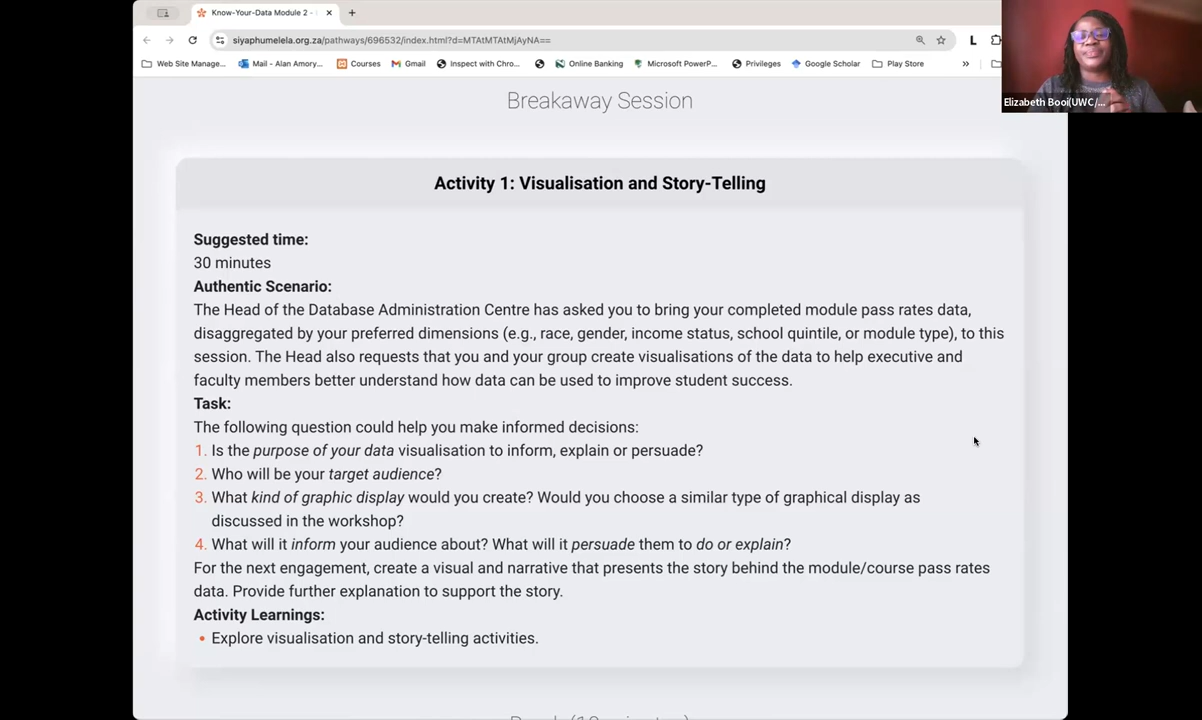 Know-Your-Data Module 2 -
siyaphumelela.org.za/pathways/696532/index.html?d=MTAtMTAtMjAyNA==
Web Site Manage... Mail - Alan Amory,... Courses Gmail Inspect with Chro... Online Banking Microsoft PowerP... Privileges Google Scholar Play Store »
Elizabeth Booi(UWC/...
Breakaway Session
Activity 1: Visualisation and Story-Telling
Suggested time:
30 minutes
Authentic Scenario:
The Head of the Database Administration Centre has asked you to bring your completed module pass rates data,
disaggregated by your preferred dimensions (e.g., race, gender, income status, school quintile, or module type), to this
session. The Head also requests that you and your group create visualisations of the data to help executive and
faculty members better understand how data can be used to improve student success.
Task:
The following question could help you make informed decisions:
1. Is the purpose of your data visualisation to inform, explain or persuade?
2. Who will be your target audience?
3. What kind of graphic display would you create? Would you choose a similar type of graphical display as
discussed in the workshop?
4. What will it inform your audience about? What will it persuade them to do or explain?
For the next engagement, create a visual and narrative that presents the story behind the module/course pass rates
data. Provide further explanation to support the story.
Activity Learnings:
• Explore visualisation and story-telling activities.